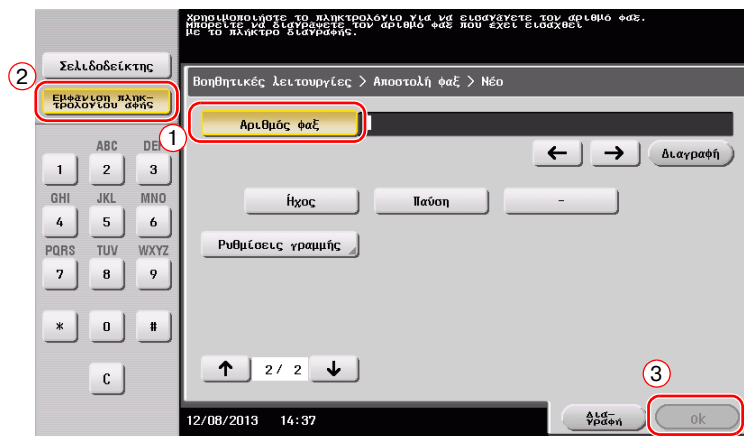 Χρησιμοποιήστε το πληκτρολόγιο για να εισαγάγετε τον αριθμό φαξ.
Μπορείτε να διαγράψετε τον αριθμό φαξ που έχει εισαχθεί
με το πλήκτρο διαγραφής.
Σελιδοδείκτης
2
Εμφάνιση πληκ-
τρολογίου αφής
Βοηθητικές λειτουργίες > Αποστολή φαξ > Νέο
Αριθμός φαξ
1
← → Διαγραφή
ABC DEF
1 2 3
GHI JKL MNO
4 5 6
PQRS TUV WXYZ
7 8 9
* 0 #
C
Ήχος Παύση -
Ρυθμίσεις γραμμής
↑ 2/ 2 ↓
3
12/08/2013 14:37
Δια-
γραφή
ok